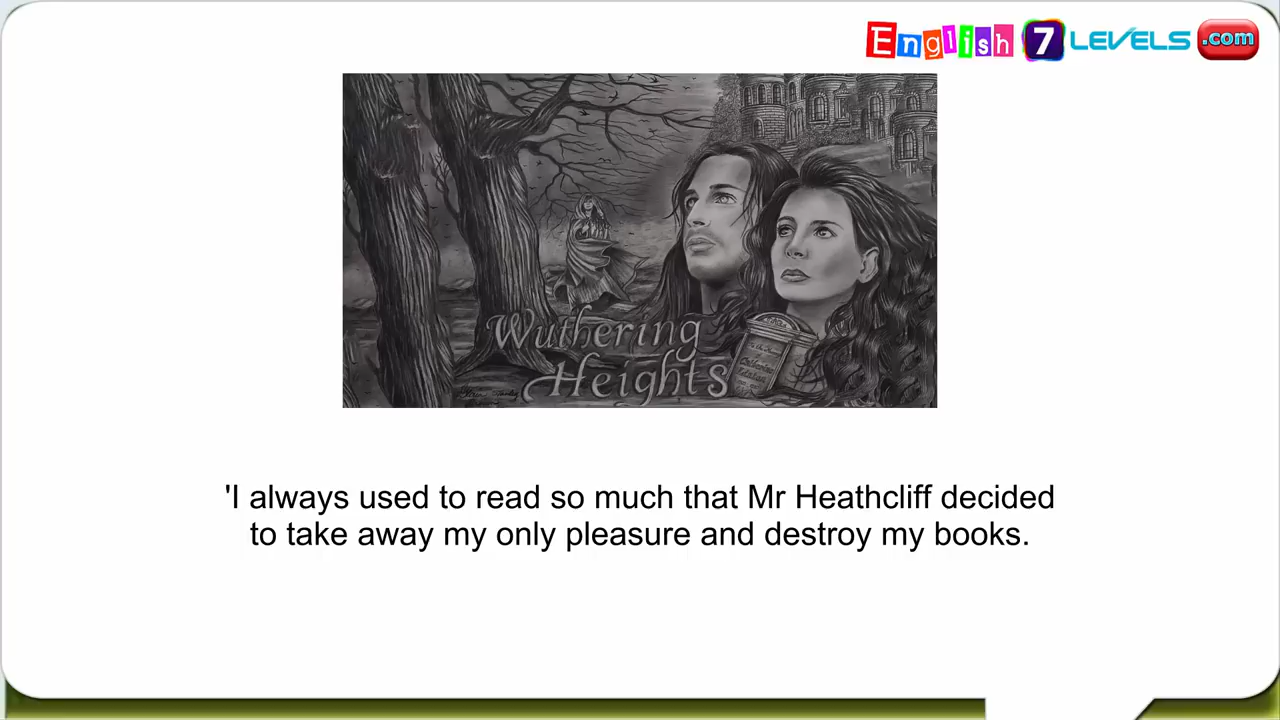 English 7 LEVELS .com
Wuthering
Heights
'I always used to read so much that Mr Heathcliff decided
to take away my only pleasure and destroy my books.